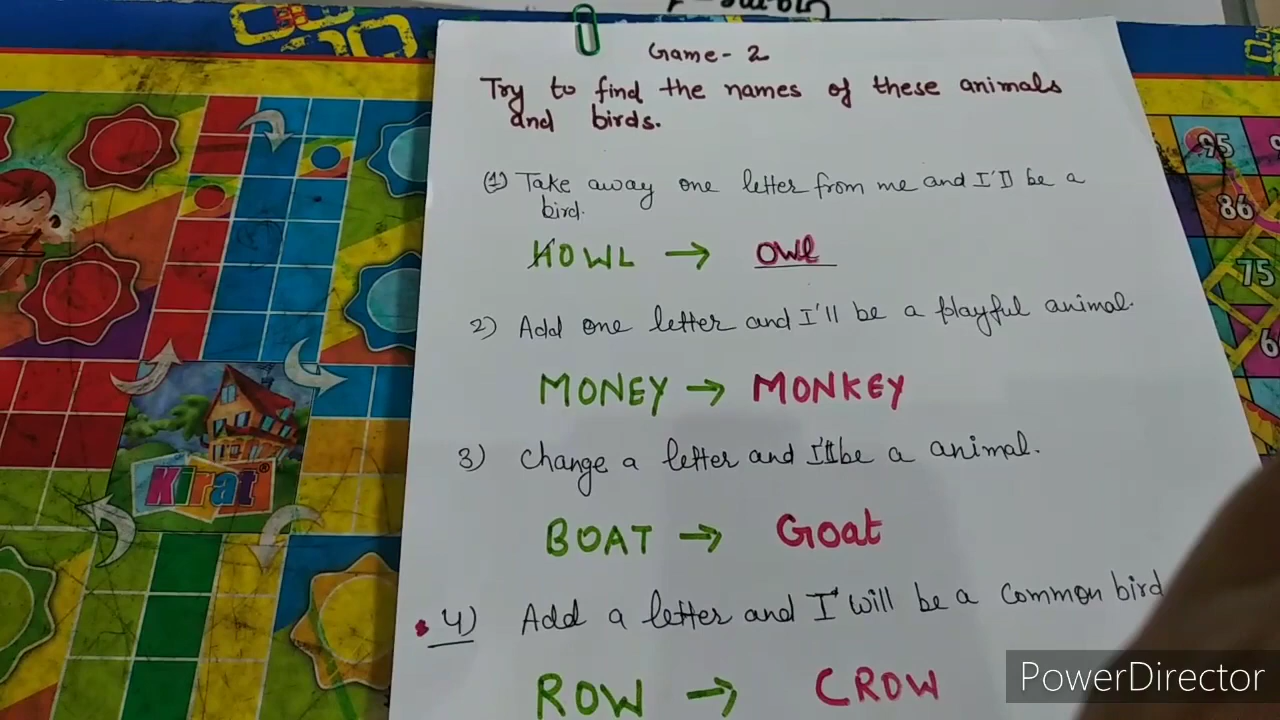 Game - 2
Try to find the names of these animals
and birds.
(1) Take away one letter from me and I'll be a
bird.
HOWL → owl
2) Add one letter and I'll be a playful animal.
MONEY → MONKEY
3) change a letter and I'll be a animal.
BOAT → Goat
4) Add a letter and I will be a common bird
ROW → CROW
Kirat
95
86
75
PowerDirector